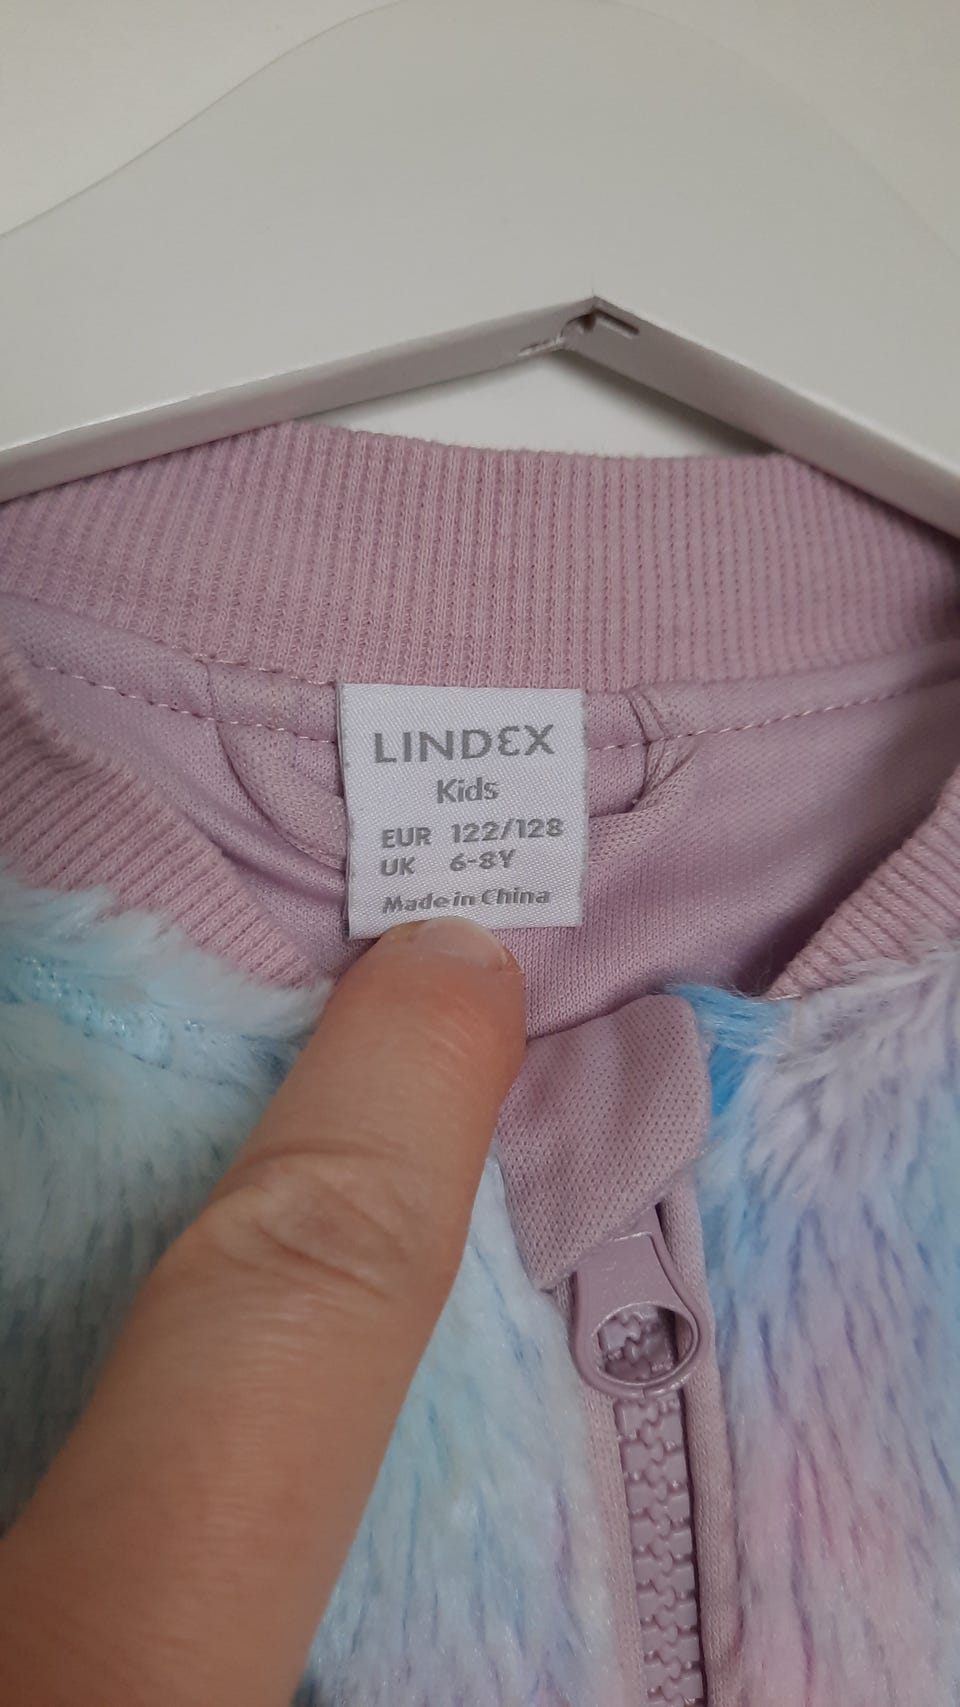 LINDEX
Kids
EUR 122/128
UK 6-8Y
Made in China